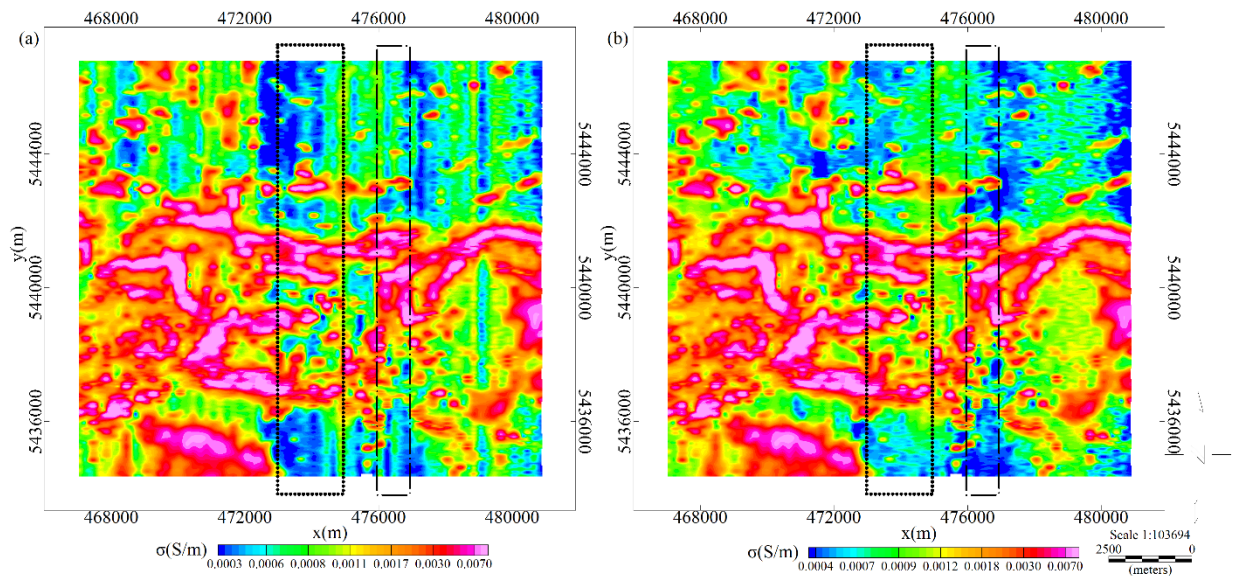 468000 472000 476000 480000 468000 472000 476000 480000
(a) (b)
5444000 5444000 5444000
y(m) y(m)
5440000 5440000 5440000 5440000
5436000 5436000 5436000 5436000
468000 472000 476000 480000 468000 472000 476000 480000
x(m) x(m)
σ(S/m) σ(S/m)
0,0003 0,0006 0,0008 0,0011 0,0017 0,0030 0,0070
0.0004 0.0007 0.0009 0.0012 0.0018 0.0030 0.0070
Scale 1:103694
2500 0
(meters)